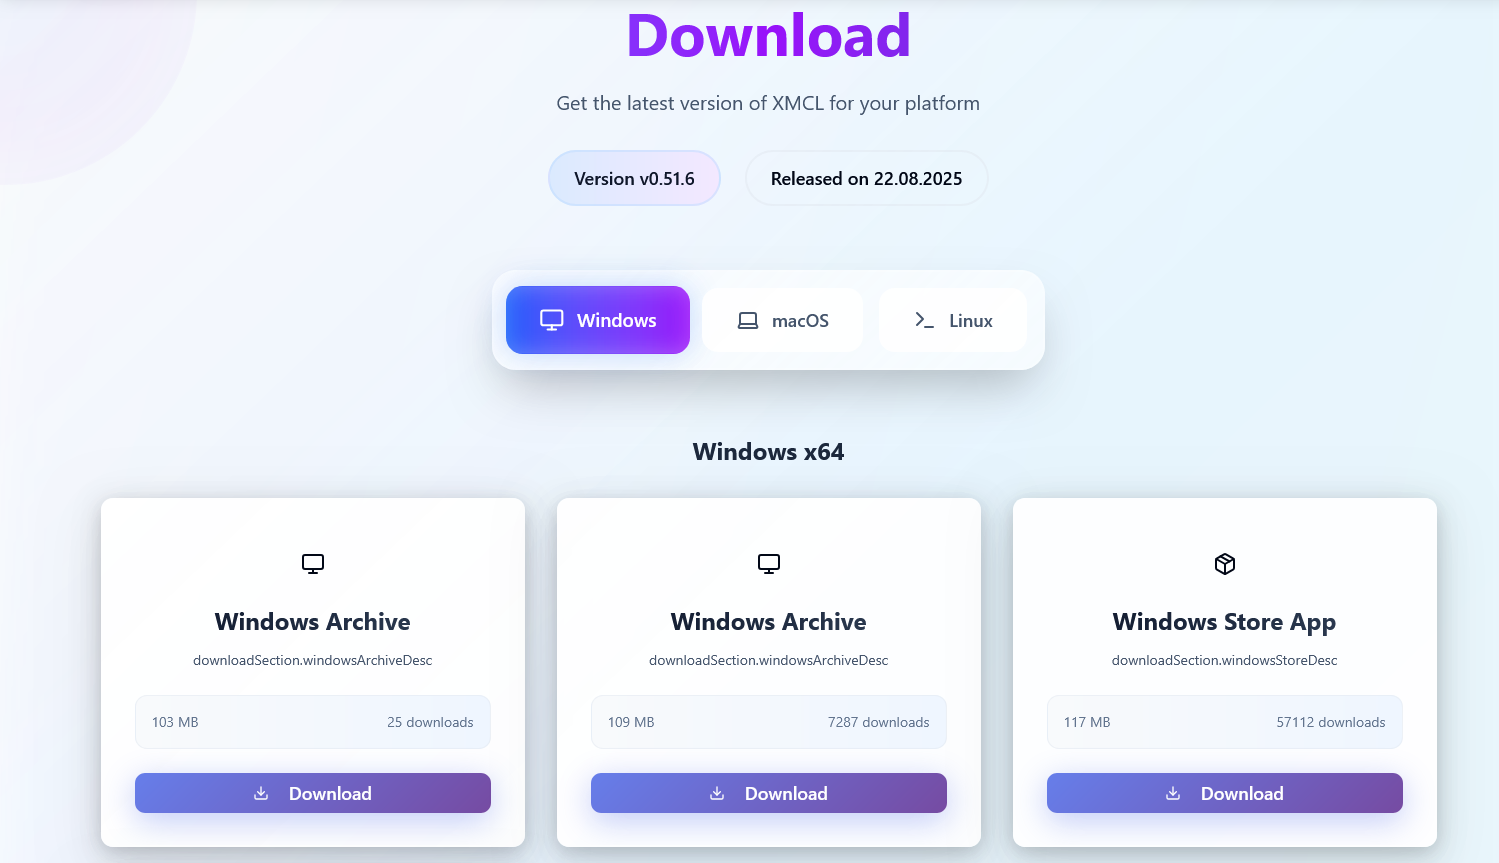 Download
Get the latest version of XMCL for your platform
Version v0.51.6
Released on 22.08.2025
Windows
macOS
Linux
Windows x64
Windows Archive
downloadSection.windowsArchiveDesc
103 MB
25 downloads
Download
Windows Archive
downloadSection.windowsArchiveDesc
109 MB
7287 downloads
Download
Windows Store App
downloadSection.windowsStoreDesc
117 MB
57112 downloads
Download